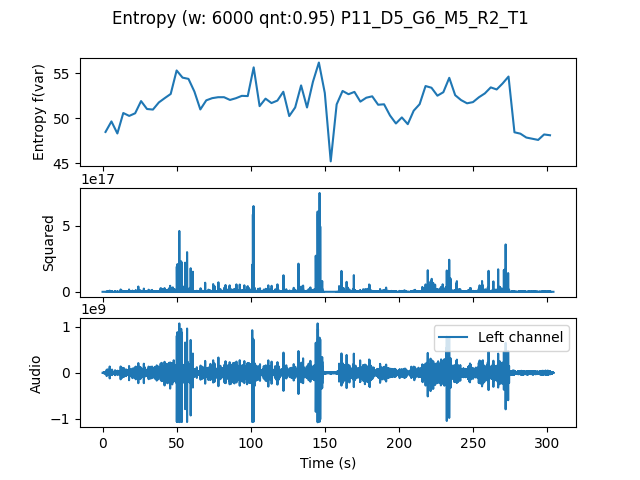 Entropy (w: 6000 qnt:0.95) P11_D5_G6_M5_R2_T1
Entropy f(var)
55
50
45
1e17
Squared
5
0
1e9
Audio
1
0
−1
Left channel
0 50 100 150 200 250 300
Time (s)